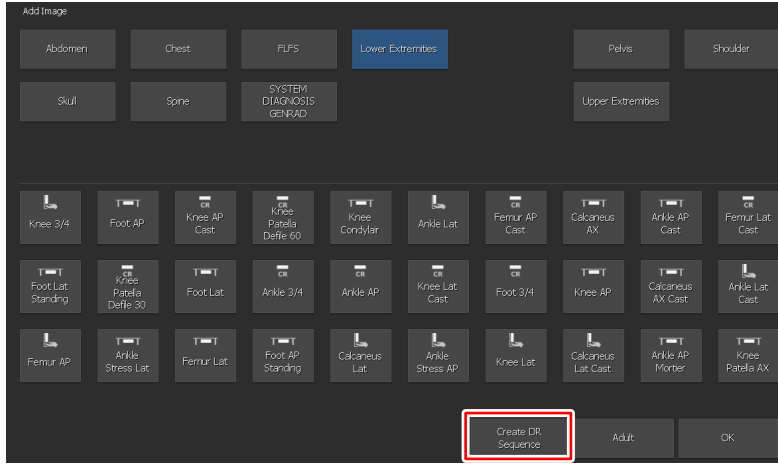 Add Image
Abdomen
Chest
FLFS
Lower Extremities
Pelvis
Shoulder
Skull
Spine
SYSTEM
DIAGNOSIS
GENRAD
Upper Extremities
Knee 3/4
Foot AP
CR
Knee AP
Cast
CR
Knee
Patella
Defile 60
Knee
Condylair
Ankle Lat
CR
Femur AP
Cast
Calcaneus
AX
Ankle AP
Cast
CR
Femur Lat
Cast
Foot Lat
Standing
CR
Knee
Patella
Defile 30
Foot Lat
CR
Ankle 3/4
CR
Ankle AP
CR
Knee Lat
Cast
CR
Foot 3/4
Knee AP
Calcaneus
AX Cast
Ankle Lat
Cast
Femur AP
Ankle
Stress Lat
Femur Lat
Foot AP
Standing
Calcaneus
Lat
Ankle
Stress AP
Knee Lat
Calcaneus
Lat Cast
Ankle AP
Mortier
Knee
Patella AX
Create DR
Sequence
Adult
OK